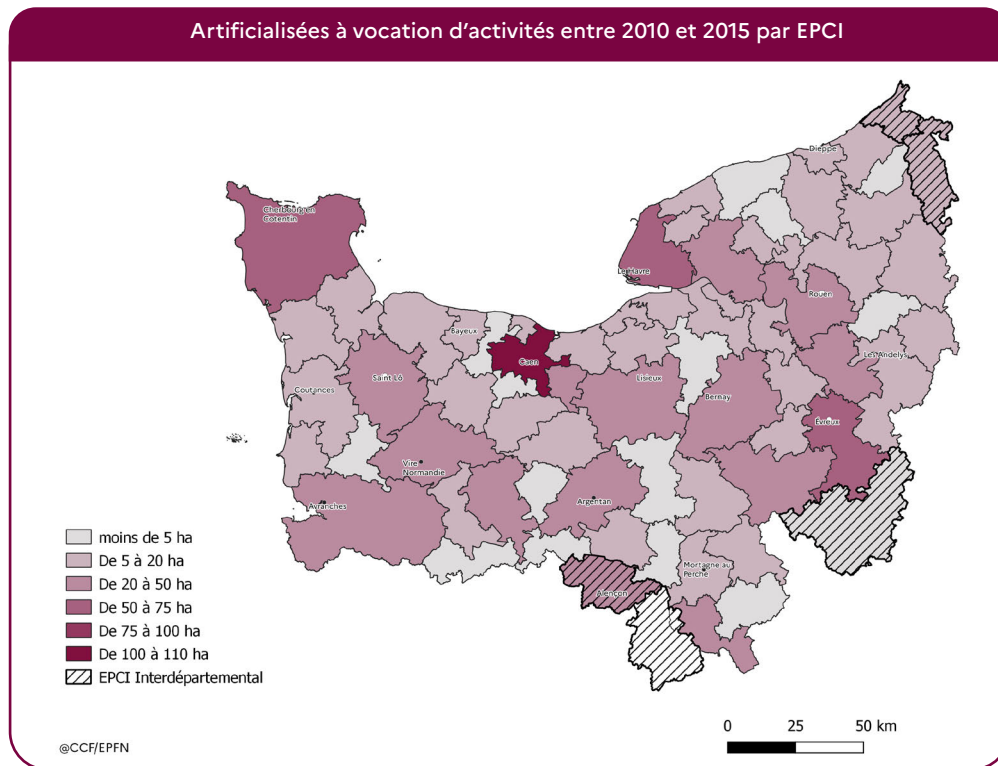 Artificialisées à vocation d'activités entre 2010 et 2015 par EPCI
Dieppe
Cherbourg-en
Cotentin
Le Havre
Rouen
Bayeux
Caen
Les Andelys
Saint Lô
Lisieux
Coutances
Bernay
Évreux
Vire
Normandie
Avranches
Argentan
Mortagne au
Perche
Alençon
moins de 5 ha
De 5 à 20 ha
De 20 à 50 ha
De 50 à 75 ha
De 75 à 100 ha
De 100 à 110 ha
EPCI Interdépartemental
0 25 50 km
@CCF/EPFN